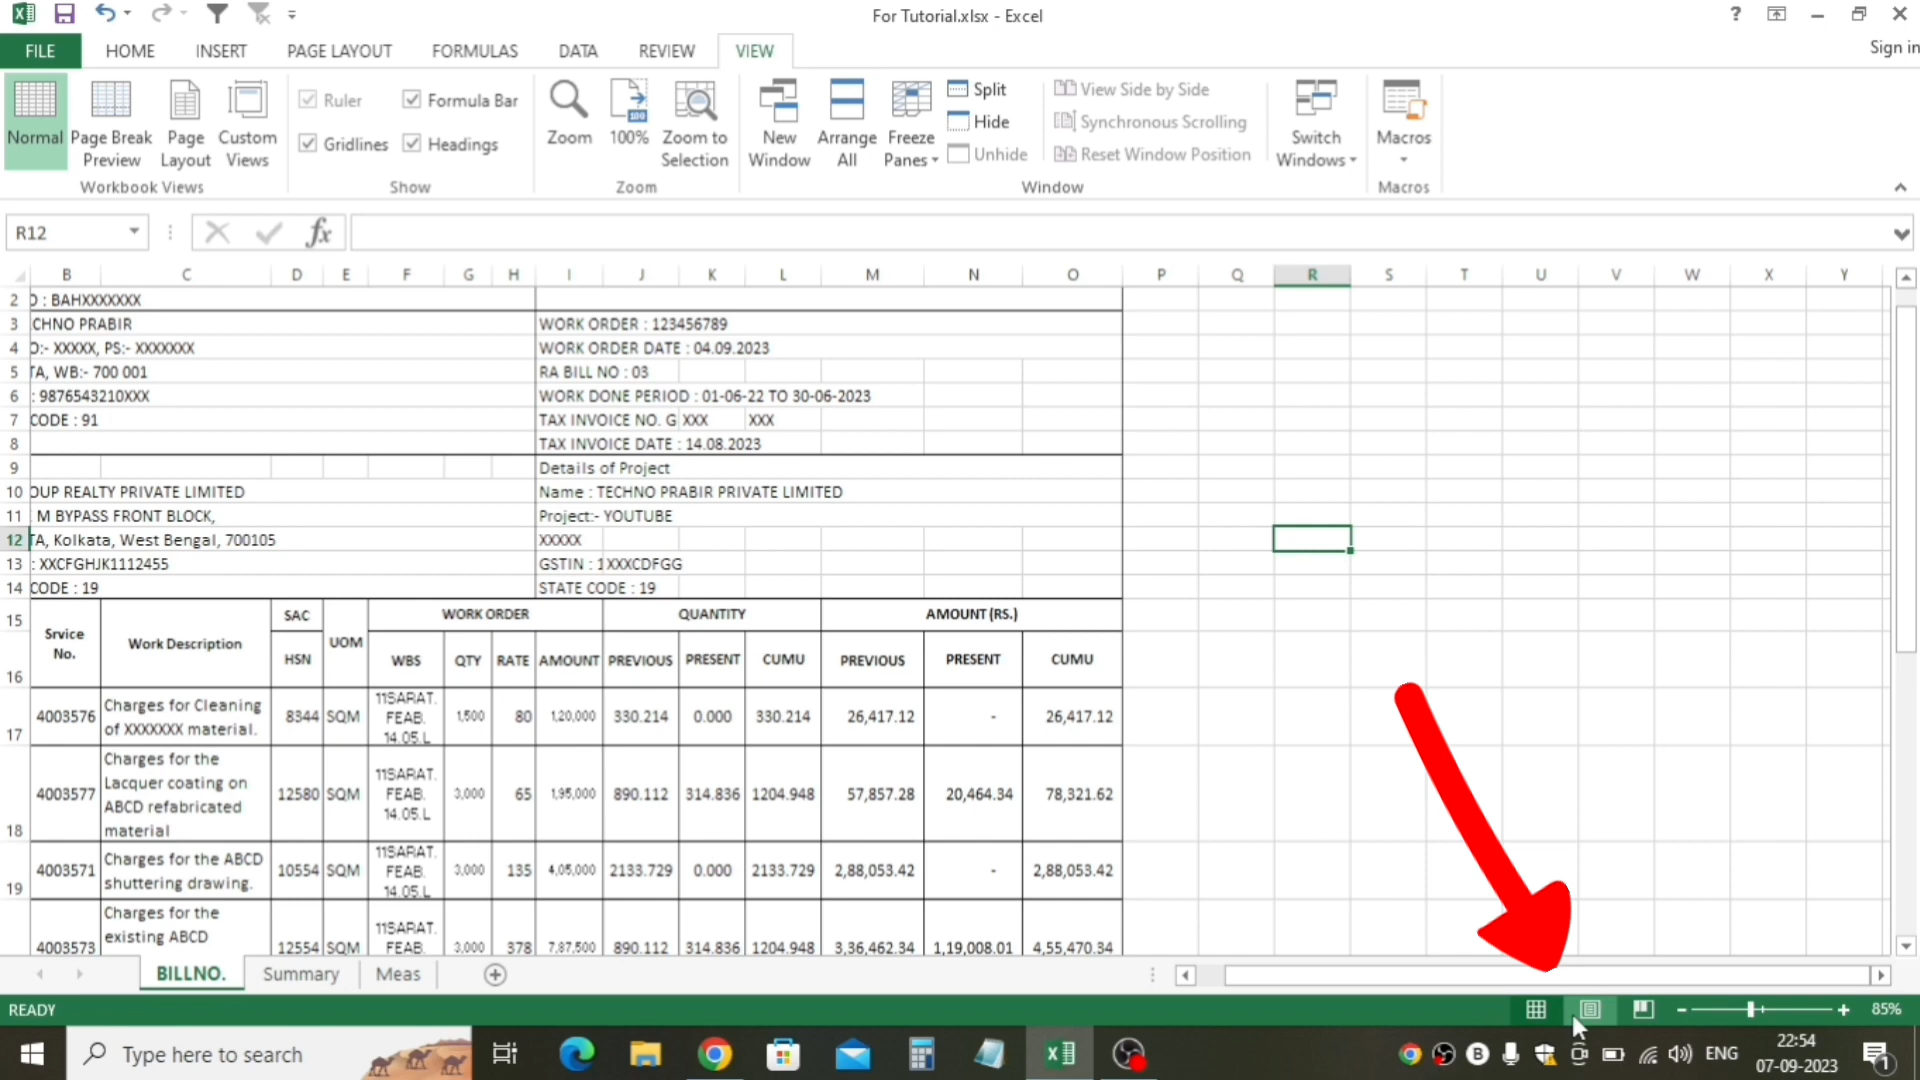 For Tutorial.xlsx - Excel
?
FILE HOME INSERT PAGE LAYOUT FORMULAS DATA REVIEW VIEW
Sign in
Normal Page Break Preview Page Layout Custom Views
Workbook Views
Ruler Formula Bar
Gridlines Headings
Show
Zoom 100% Zoom to Selection
Zoom
New Window Arrange All Freeze Panes
Split
Hide
Unhide
View Side by Side
Synchronous Scrolling
Reset Window Position
Window
Switch Windows
Macros
Macros
R12 fx
B C D E F G H I J K L M N O P Q R S T U V W X Y
2 O : BAHXXXXXXX
3 CHNO PRABIR WORK ORDER : 123456789
4 O:- XXXXX, PS:- XXXXXXX WORK ORDER DATE : 04.09.2023
5 TA, WB:- 700 001 RA BILL NO : 03
6 : 9876543210XXX WORK DONE PERIOD : 01-06-22 TO 30-06-2023
7 CODE : 91 TAX INVOICE NO. G XXX XXX
8 TAX INVOICE DATE : 14.08.2023
9 Details of Project
10 OUP REALTY PRIVATE LIMITED Name : TECHNO PRABIR PRIVATE LIMITED
11 M BYPASS FRONT BLOCK, Project:- YOUTUBE
12 TA, Kolkata, West Bengal, 700105 XXXXX
13 : XXCFGHJK1112455 GSTIN : 1XXXCDFGG
14 CODE : 19 STATE CODE : 19
15 Srvice No. Work Description SAC UOM WORK ORDER QUANTITY AMOUNT (RS.)
16 HSN WBS QTY RATE AMOUNT PREVIOUS PRESENT CUMU PREVIOUS PRESENT CUMU
17 4003576 Charges for Cleaning of XXXXXXX material. 8344 SQM 11SARAT. FEAB. 14.05.L 1,500 80 1,20,000 330.214 0.000 330.214 26,417.12 - 26,417.12
18 4003577 Charges for the Lacquer coating on ABCD refabricated material 12580 SQM 11SARAT. FEAB. 14.05.L 3,000 65 1,95,000 890.112 314.836 1204.948 57,857.28 20,464.34 78,321.62
19 4003571 Charges for the ABCD shuttering drawing. 10554 SQM 11SARAT. FEAB. 14.05.L 3,000 135 4,05,000 2133.729 0.000 2133.729 2,88,053.42 - 2,88,053.42
4003573 Charges for the existing ABCD 12554 SQM 11SARAT. FEAB. 3,000 378 7,87,500 890.112 314.836 1204.948 3,36,462.34 1,19,008.01 4,55,470.34
BILLNO. Summary Meas
READY 85%
Type here to search
ENG
22:54
07-09-2023
1